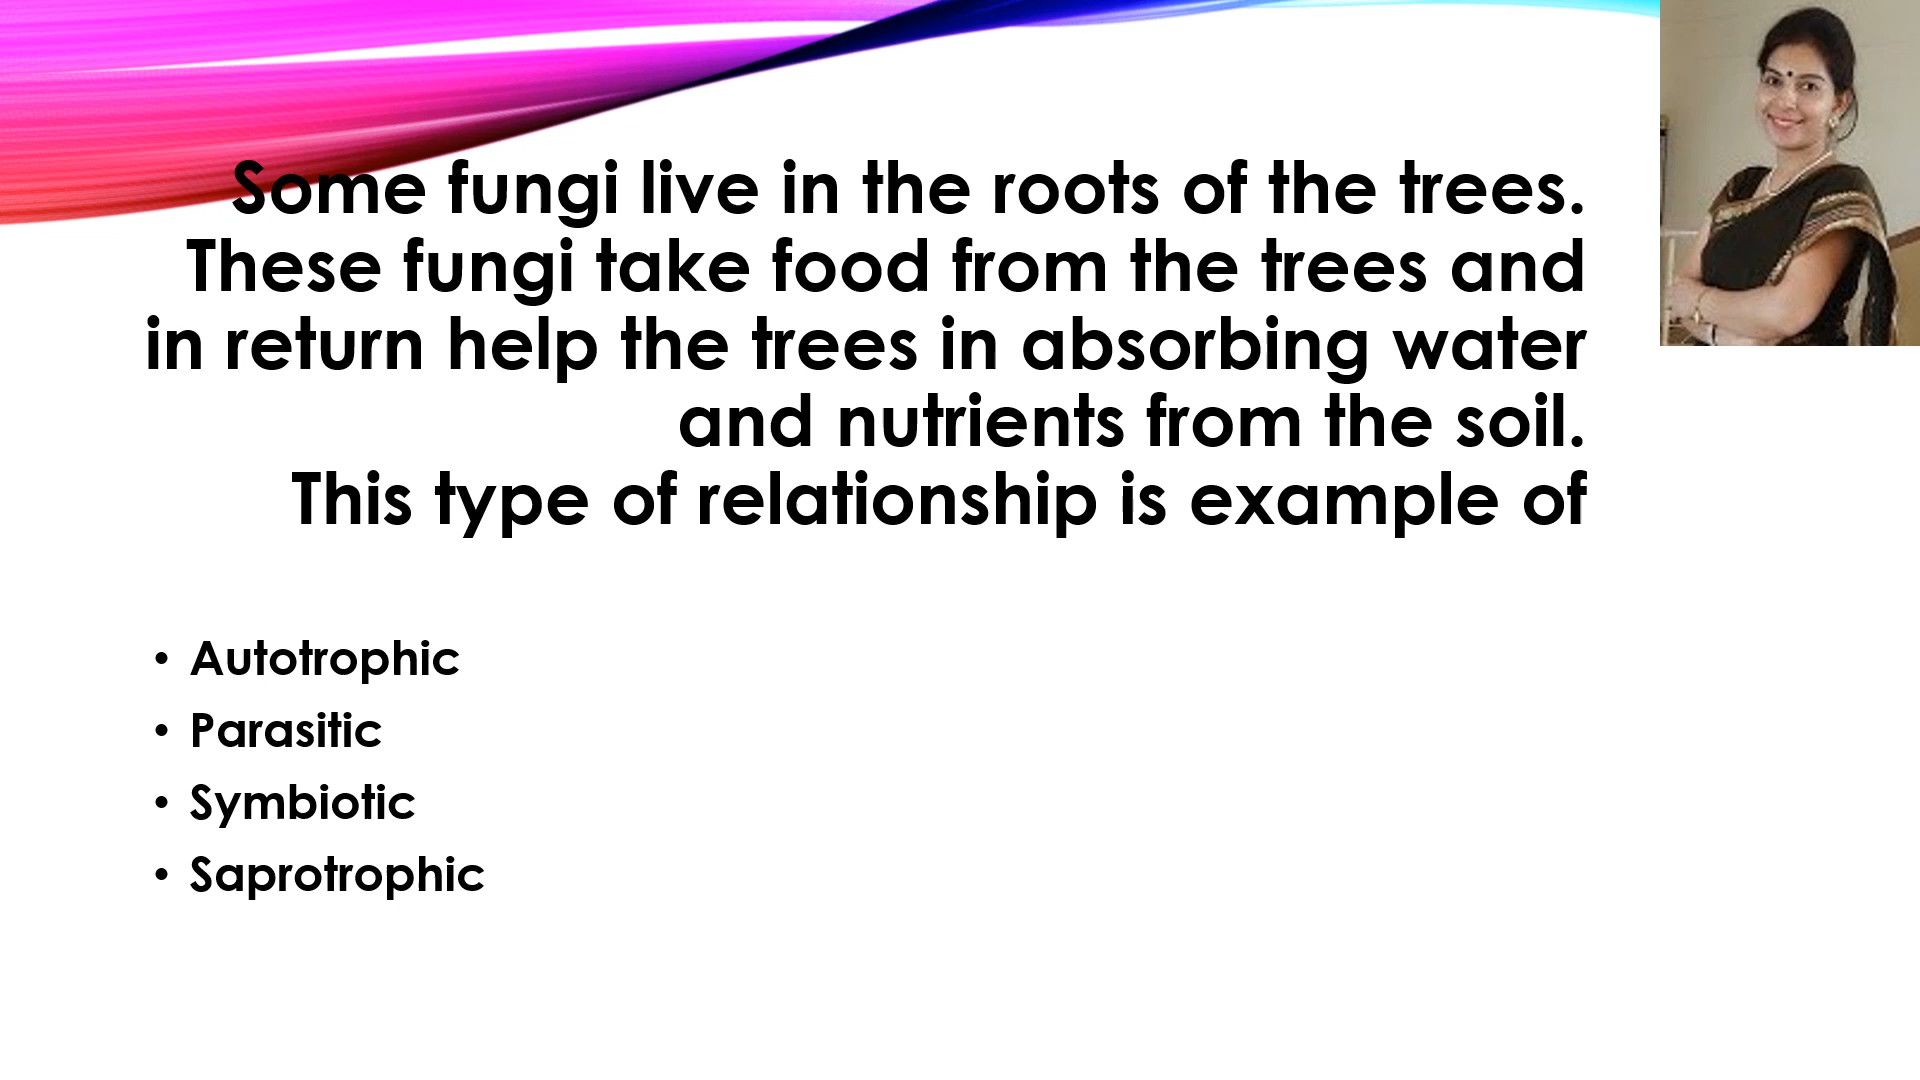 Some fungi live in the roots of the trees.
These fungi take food from the trees and
in return help the trees in absorbing water
and nutrients from the soil.
This type of relationship is example of
• Autotrophic
• Parasitic
• Symbiotic
• Saprotrophic